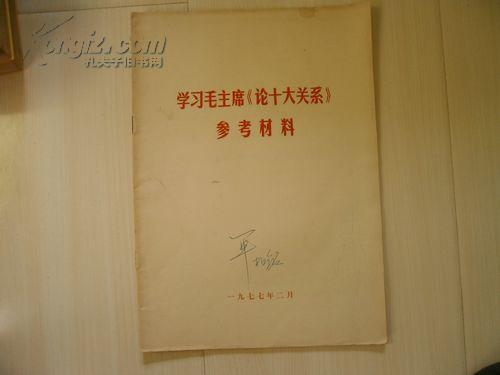 Kongfz.com
孔夫子旧书网
学习毛主席《论十大关系》
参考材料
军
一九七七年二月